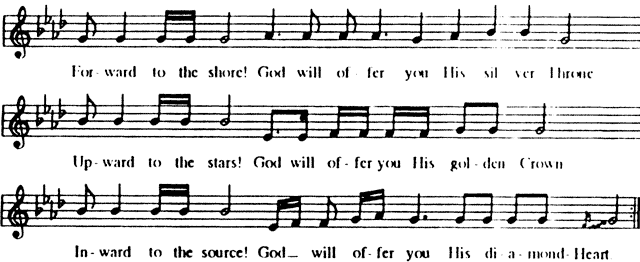 For-ward to the shore! God will of-fer you His sil ver Throne
Up-ward to the stars! God will of-fer you His gol-den Crown
In-ward to the source! God_ will of-fer you His di-a-mond-Heart